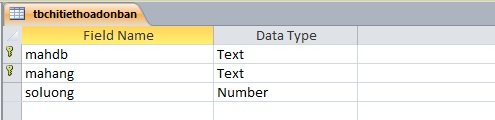 tbchitiethoadonban
Field Name Data Type
mahdb Text
mahang Text
soluong Number